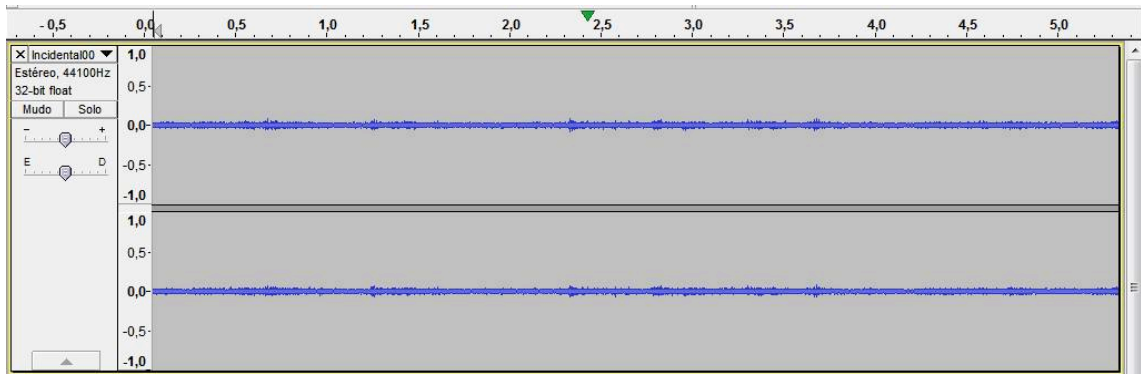 - 0,5 0,0 0,5 1,0 1,5 2,0 2,5 3,0 3,5 4,0 4,5 5,0
X Incidental00 ▼ 1,0
Estéreo, 44100Hz
32-bit float 0,5-
Mudo Solo
- + 0,0-
E D -0,5-
-1,0
1,0
0,5-
0,0-
-0,5-
-1,0